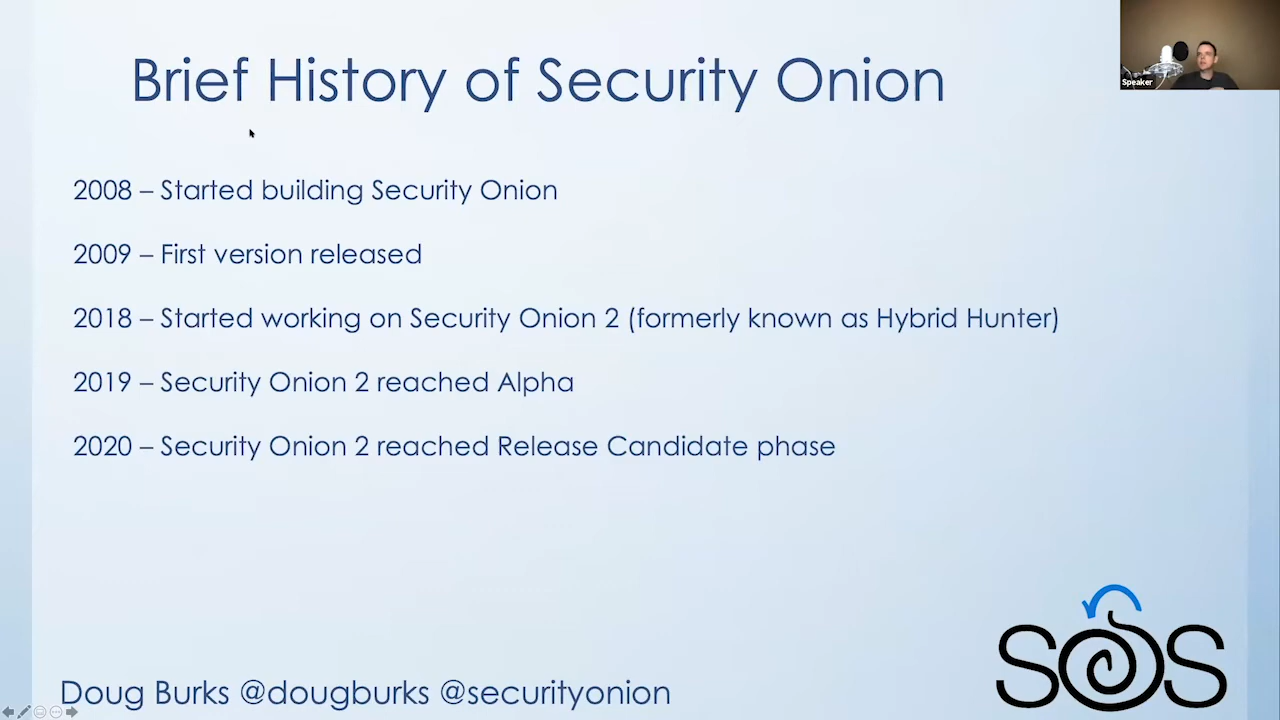 Brief History of Security Onion
Speaker
2008 – Started building Security Onion
2009 – First version released
2018 – Started working on Security Onion 2 (formerly known as Hybrid Hunter)
2019 – Security Onion 2 reached Alpha
2020 – Security Onion 2 reached Release Candidate phase
SOS
Doug Burks @dougburks @securityonion